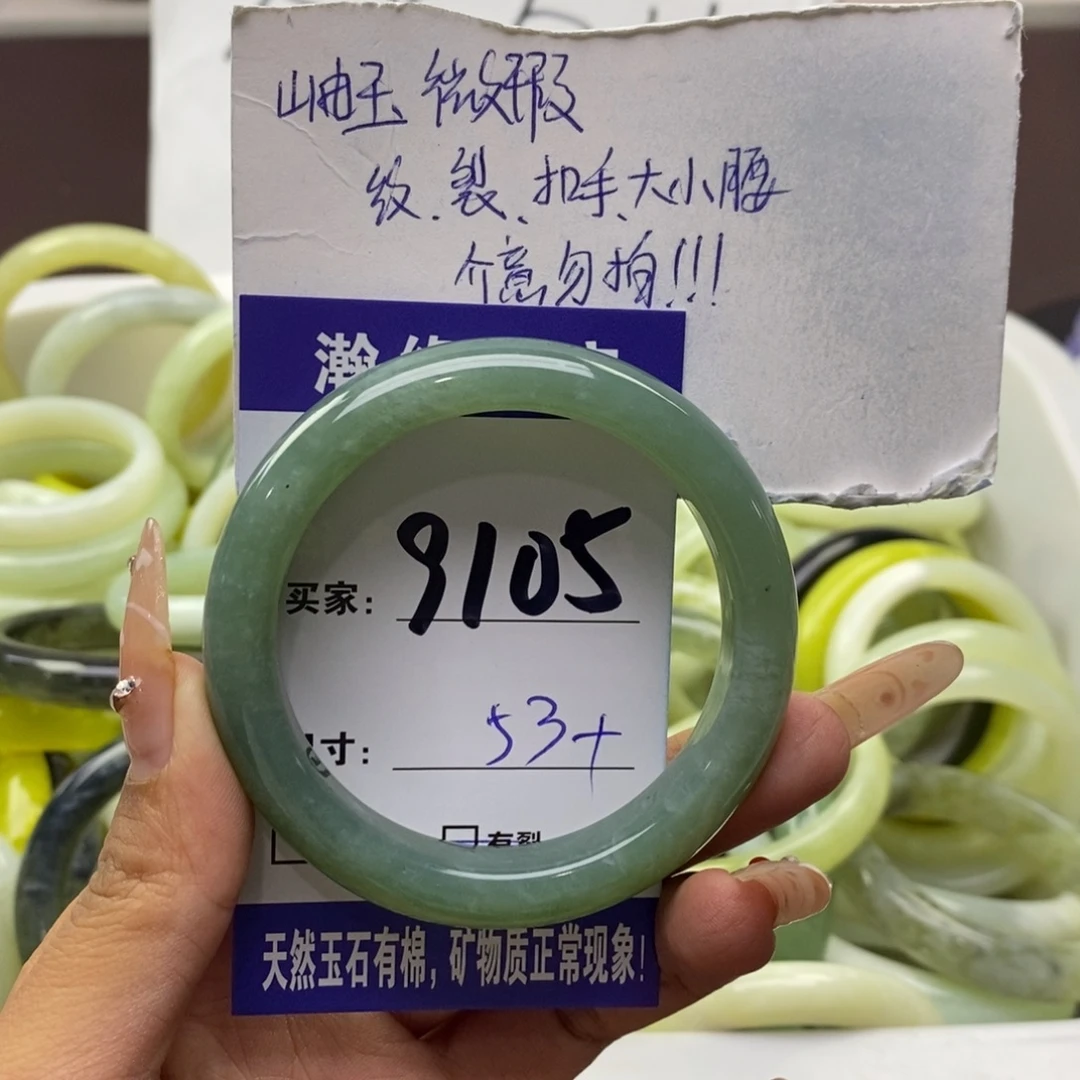 岫玉 微瑕
纹、裂、扣手、大小腰
介意勿拍!!!
瀚
买家: 9105
寸: 53+
有裂
天然玉石有棉,矿物质正常现象!